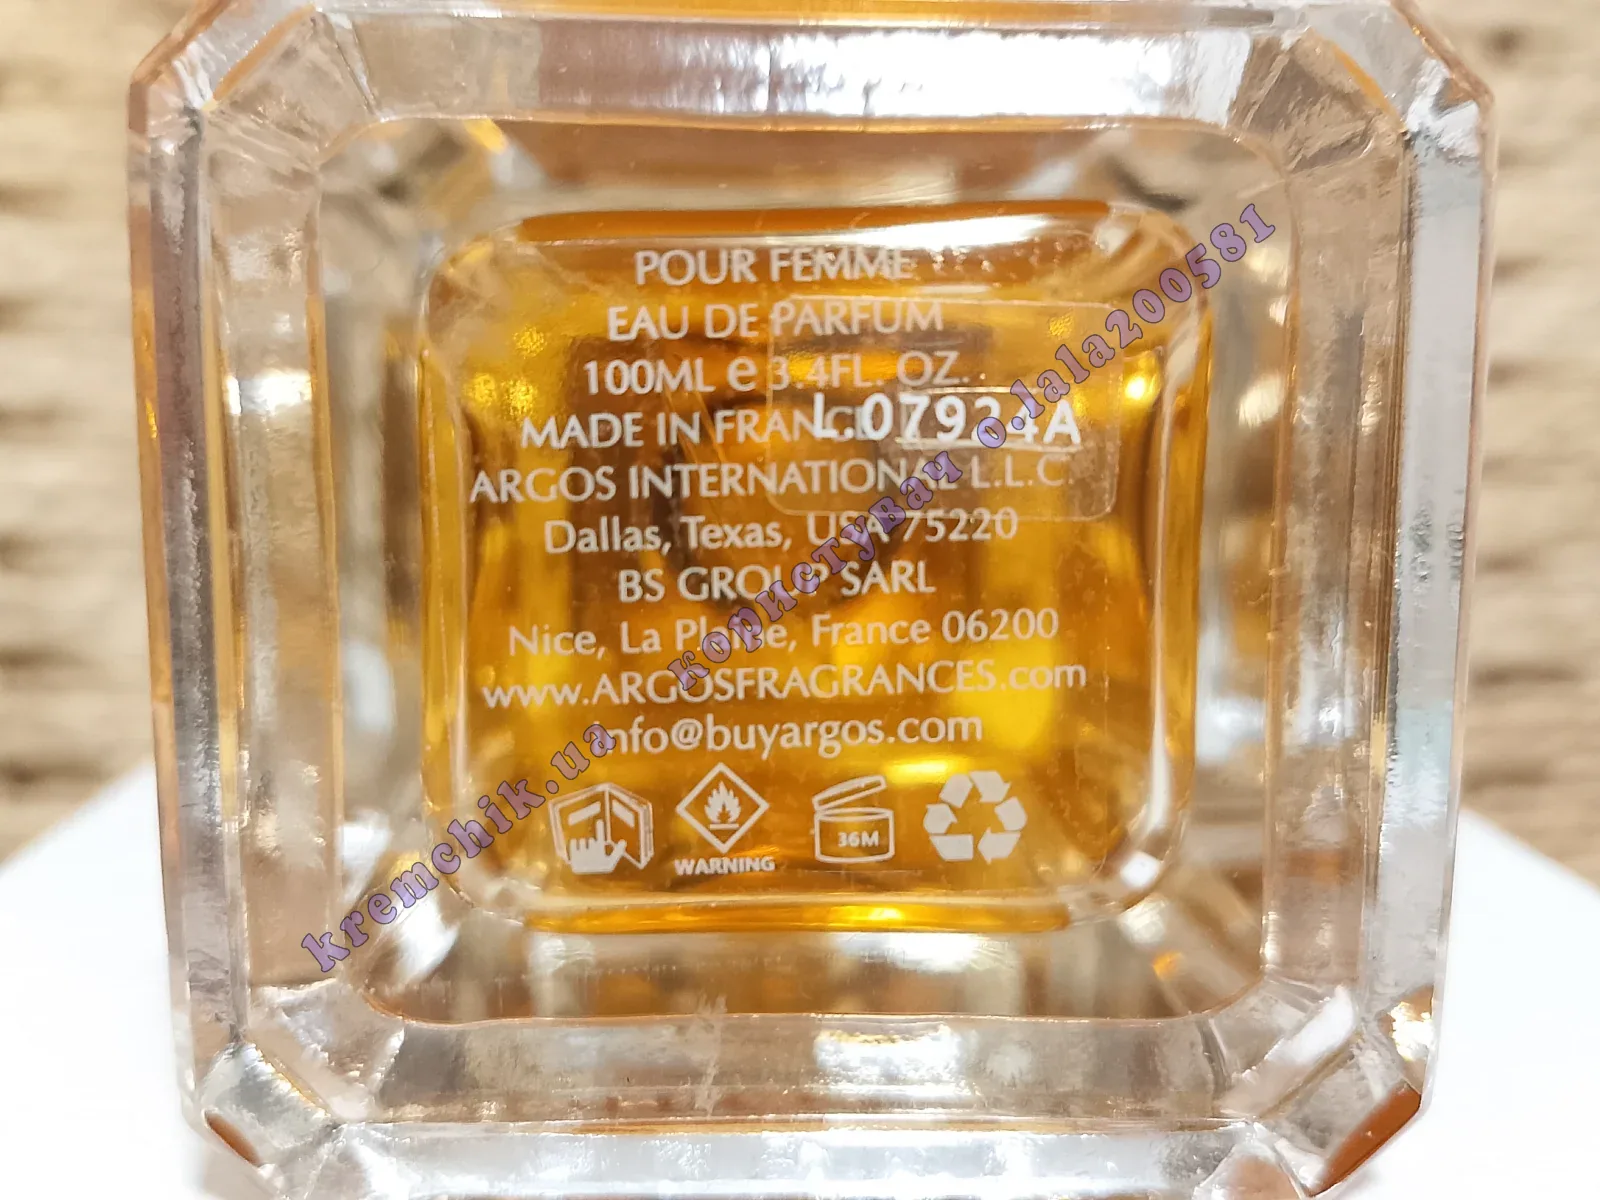 POUR FEMME
EAU DE PARFUM
100ML e 3.4FL. OZ.
MADE IN FRANCE
L.07924A
ARGOS INTERNATIONAL L.L.C.
Dallas, Texas, USA 75220
BS GROUP SARL
Nice, La Plaine, France 06200
www.ARGOSFRAGRANCES.com
info@buyargos.com
WARNING
36M
kremchik.ua користувач o.lala200581